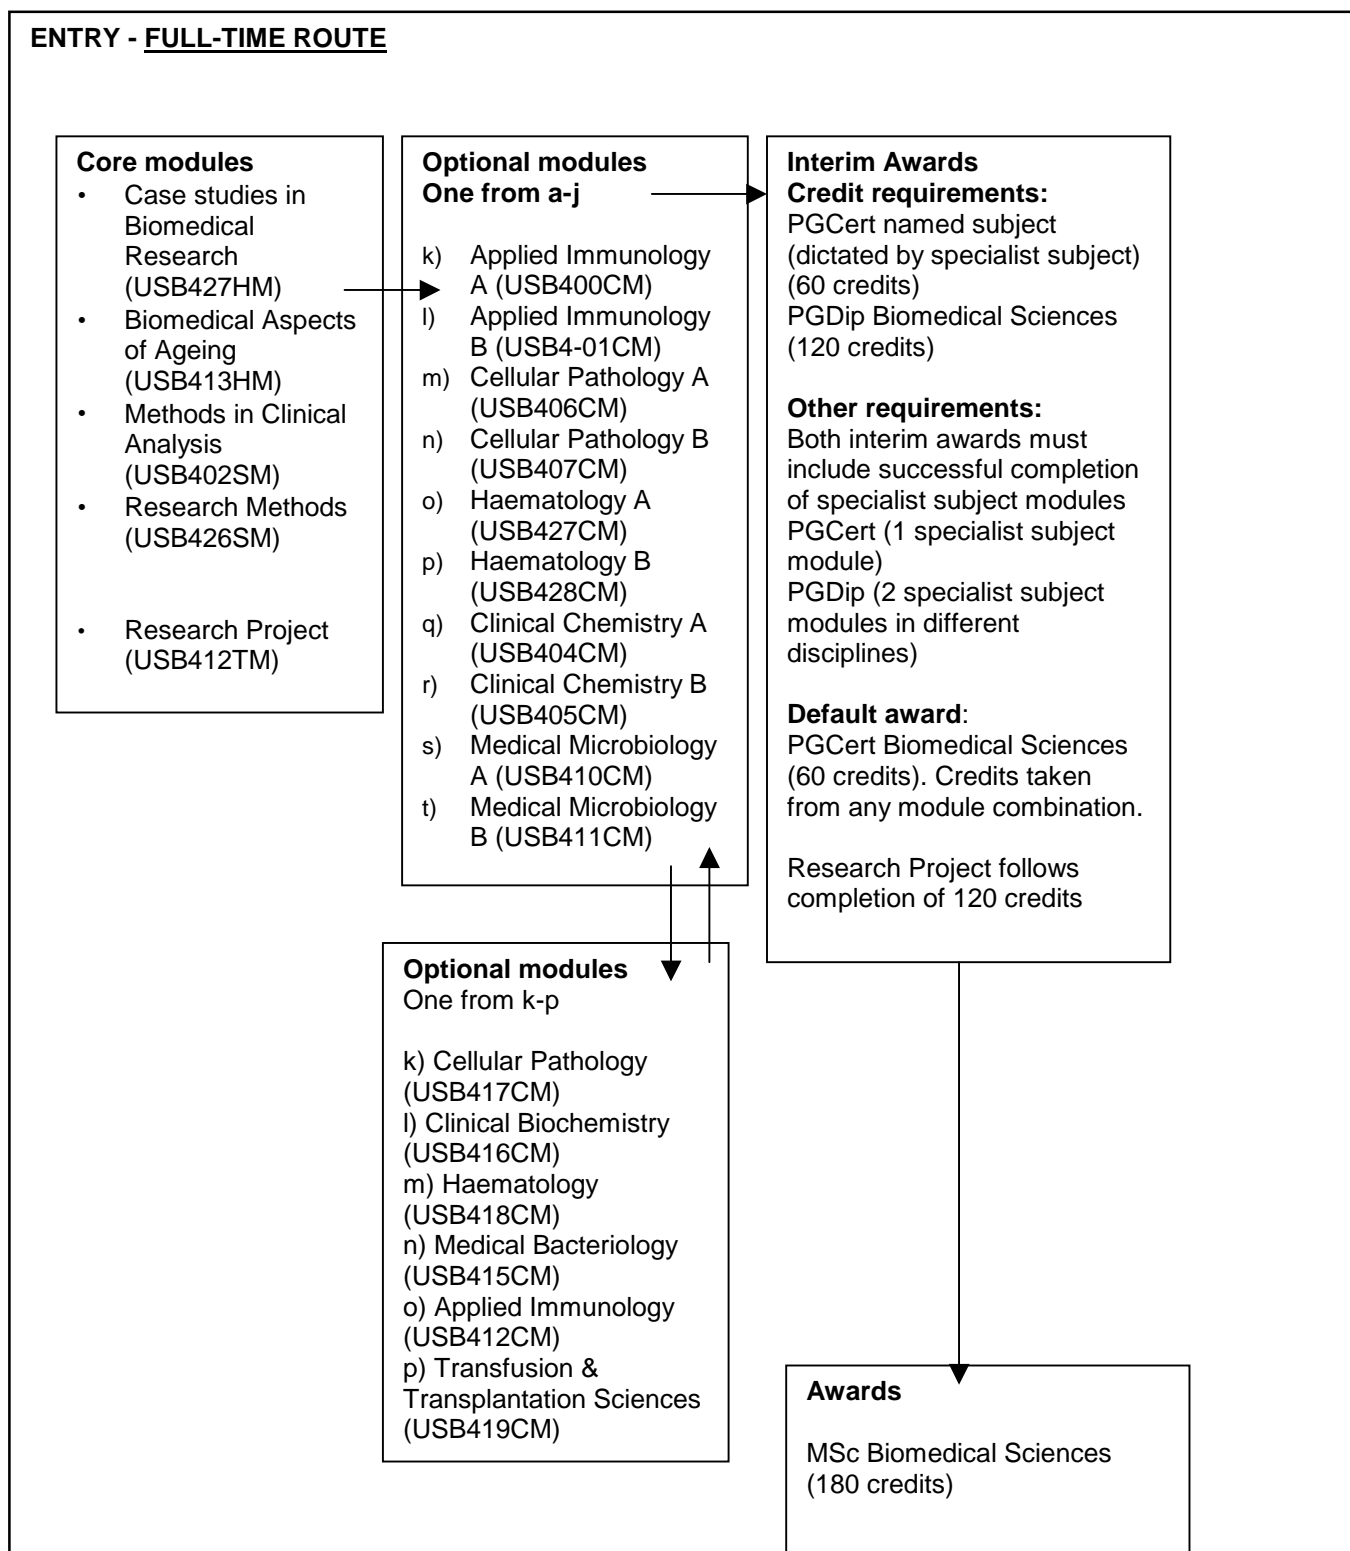 ENTRY - FULL-TIME ROUTE
Core modules
• Case studies in
Biomedical
Research
(USB427HM)
• Biomedical Aspects
of Ageing
(USB413HM)
• Methods in Clinical
Analysis
(USB402SM)
• Research Methods
(USB426SM)
• Research Project
(USB412TM)
Optional modules
One from a-j
k) Applied Immunology
A (USB400CM)
l) Applied Immunology
B (USB4-01CM)
m) Cellular Pathology A
(USB406CM)
n) Cellular Pathology B
(USB407CM)
o) Haematology A
(USB427CM)
p) Haematology B
(USB428CM)
q) Clinical Chemistry A
(USB404CM)
r) Clinical Chemistry B
(USB405CM)
s) Medical Microbiology
A (USB410CM)
t) Medical Microbiology
B (USB411CM)
Interim Awards
Credit requirements:
PGCert named subject
(dictated by specialist subject)
(60 credits)
PGDip Biomedical Sciences
(120 credits)
Other requirements:
Both interim awards must
include successful completion
of specialist subject modules
PGCert (1 specialist subject
module)
PGDip (2 specialist subject
modules in different
disciplines)
Default award:
PGCert Biomedical Sciences
(60 credits). Credits taken
from any module combination.
Research Project follows
completion of 120 credits
Optional modules
One from k-p
k) Cellular Pathology
(USB417CM)
l) Clinical Biochemistry
(USB416CM)
m) Haematology
(USB418CM)
n) Medical Bacteriology
(USB415CM)
o) Applied Immunology
(USB412CM)
p) Transfusion &
Transplantation Sciences
(USB419CM)
Awards
MSc Biomedical Sciences
(180 credits)